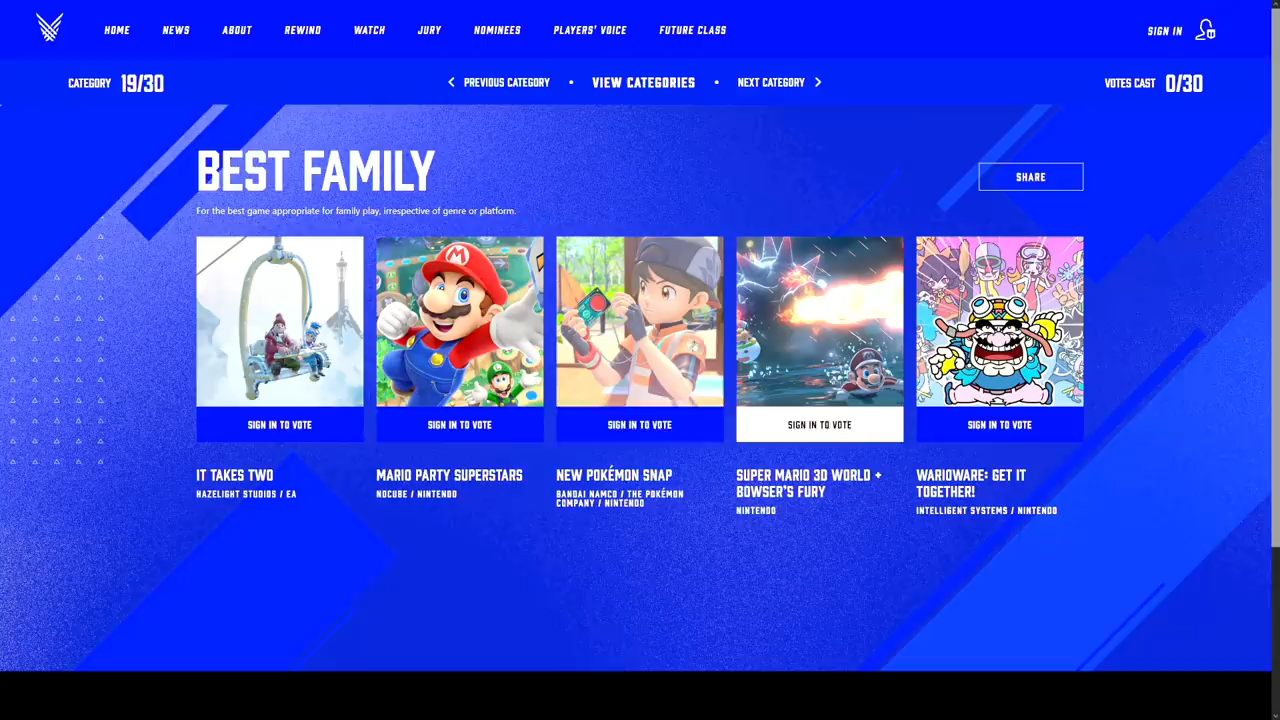 HOME NEWS ABOUT REWIND WATCH JURY NOMINEES PLAYERS' VOICE FUTURE CLASS SIGN IN
CATEGORY 19/30 PREVIOUS CATEGORY • VIEW CATEGORIES • NEXT CATEGORY VOTES CAST 0/30
BEST FAMILY
SHARE
For the best game appropriate for family play, irrespective of genre or platform.
SIGN IN TO VOTE SIGN IN TO VOTE SIGN IN TO VOTE SIGN IN TO VOTE SIGN IN TO VOTE
IT TAKES TWO
HAZELIGHT STUDIOS / EA
MARIO PARTY SUPERSTARS
NDCUBE / NINTENDO
NEW POKÉMON SNAP
BANDAI NAMCO / THE POKÉMON
COMPANY / NINTENDO
SUPER MARIO 3D WORLD +
BOWSER'S FURY
NINTENDO
WARIOWARE: GET IT
TOGETHER!
INTELLIGENT SYSTEMS / NINTENDO